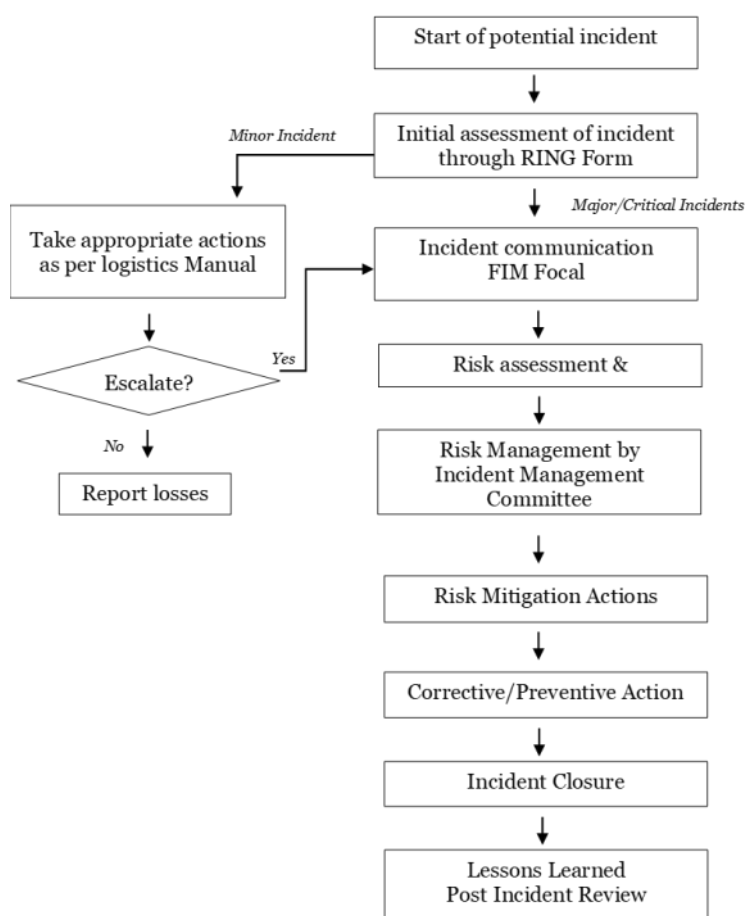 Start of potential incident
Minor Incident
Initial assessment of incident
through RING Form
Major/Critical Incidents
Take appropriate actions
as per logistics Manual
Incident communication
FIM Focal
Yes
Escalate?
Risk assessment &
No
Report losses
Risk Management by
Incident Management
Committee
Risk Mitigation Actions
Corrective/Preventive Action
Incident Closure
Lessons Learned
Post Incident Review